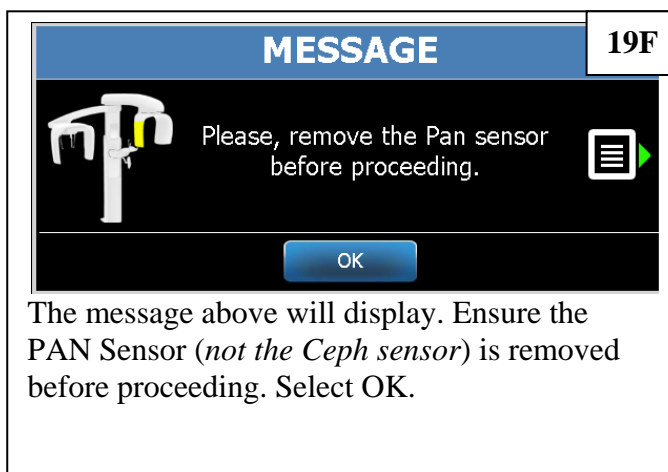 MESSAGE
19F
Please, remove the Pan sensor
before proceeding.
OK
The message above will display. Ensure the
PAN Sensor (not the Ceph sensor) is removed
before proceeding. Select OK.